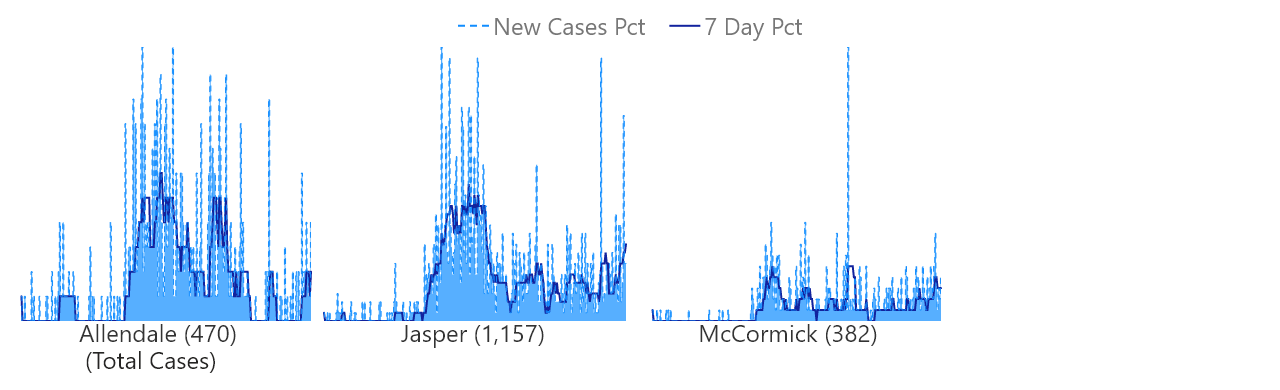 New Cases Pct 7 Day Pct
Allendale (470) Jasper (1,157) McCormick (382)
(Total Cases)